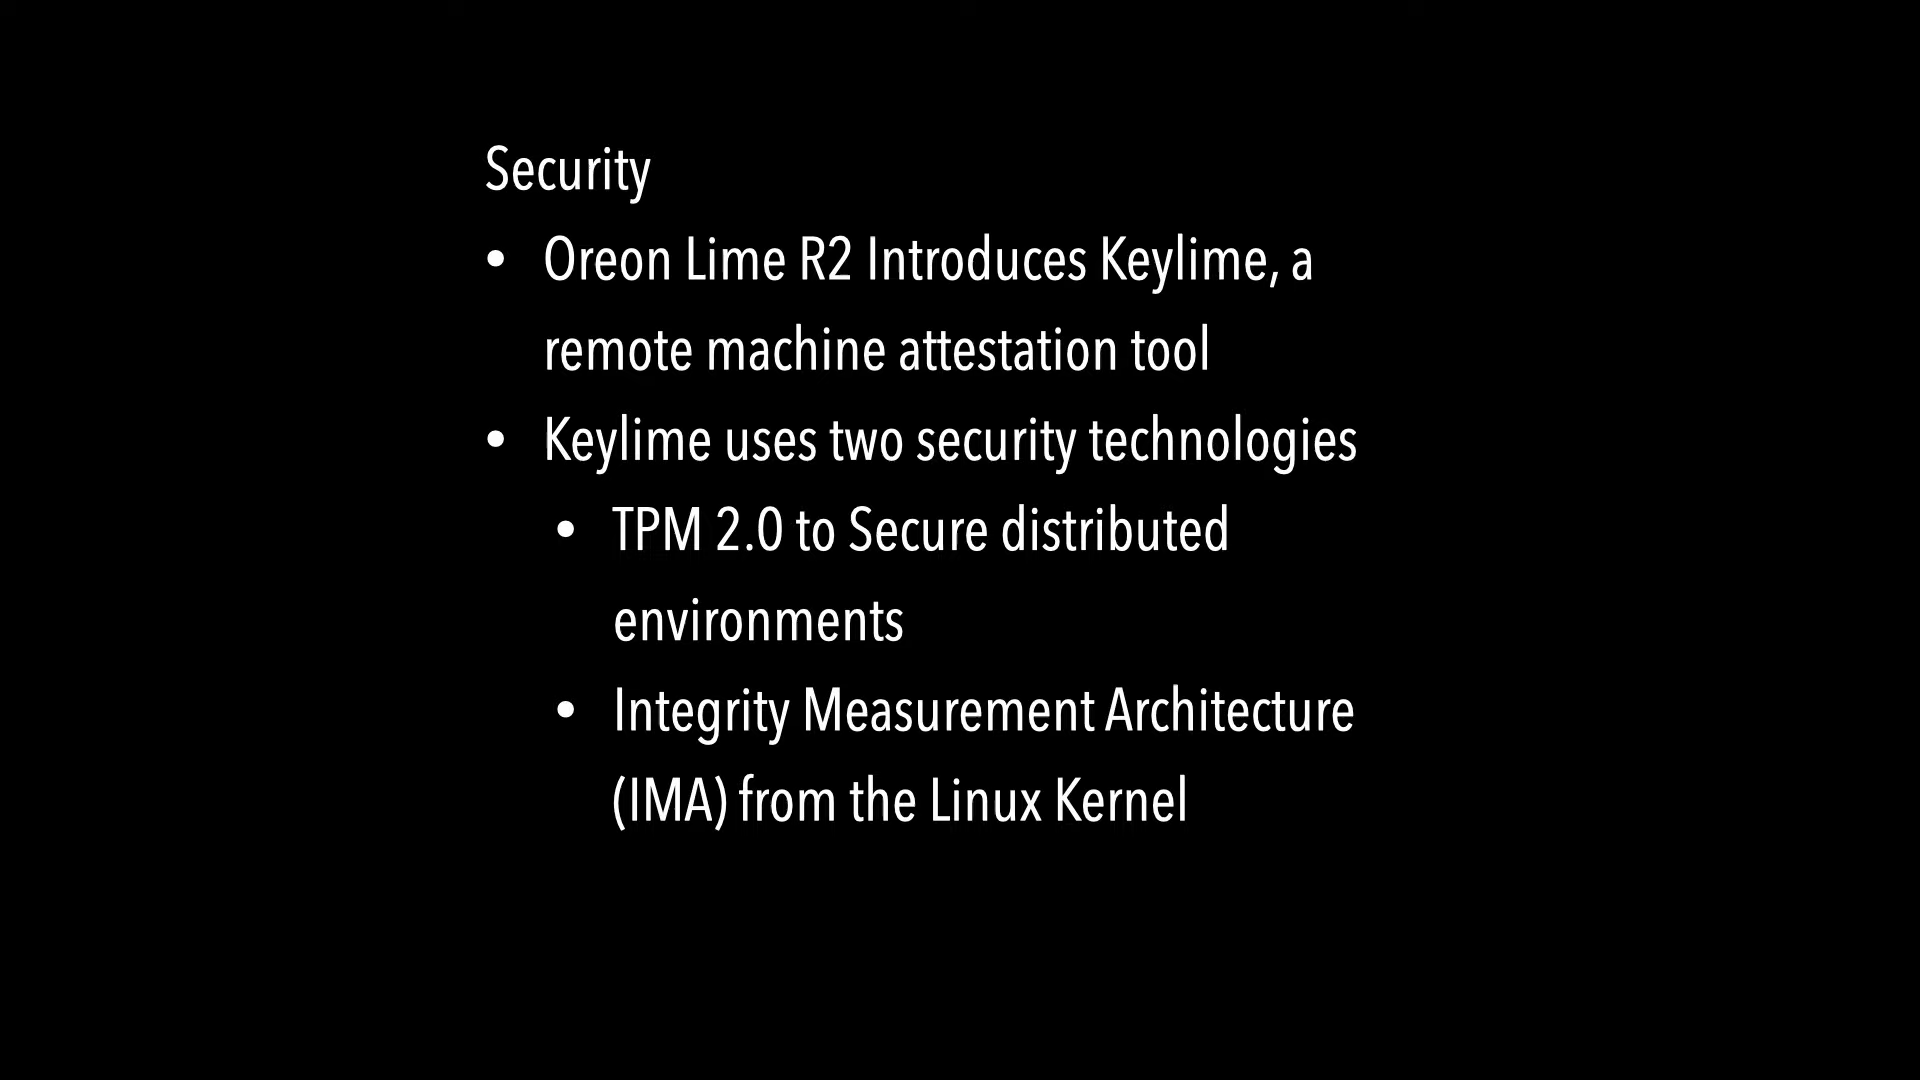 Security
• Oreon Lime R2 Introduces Keylime, a
remote machine attestation tool
• Keylime uses two security technologies
• TPM 2.0 to Secure distributed
environments
• Integrity Measurement Architecture
(IMA) from the Linux Kernel